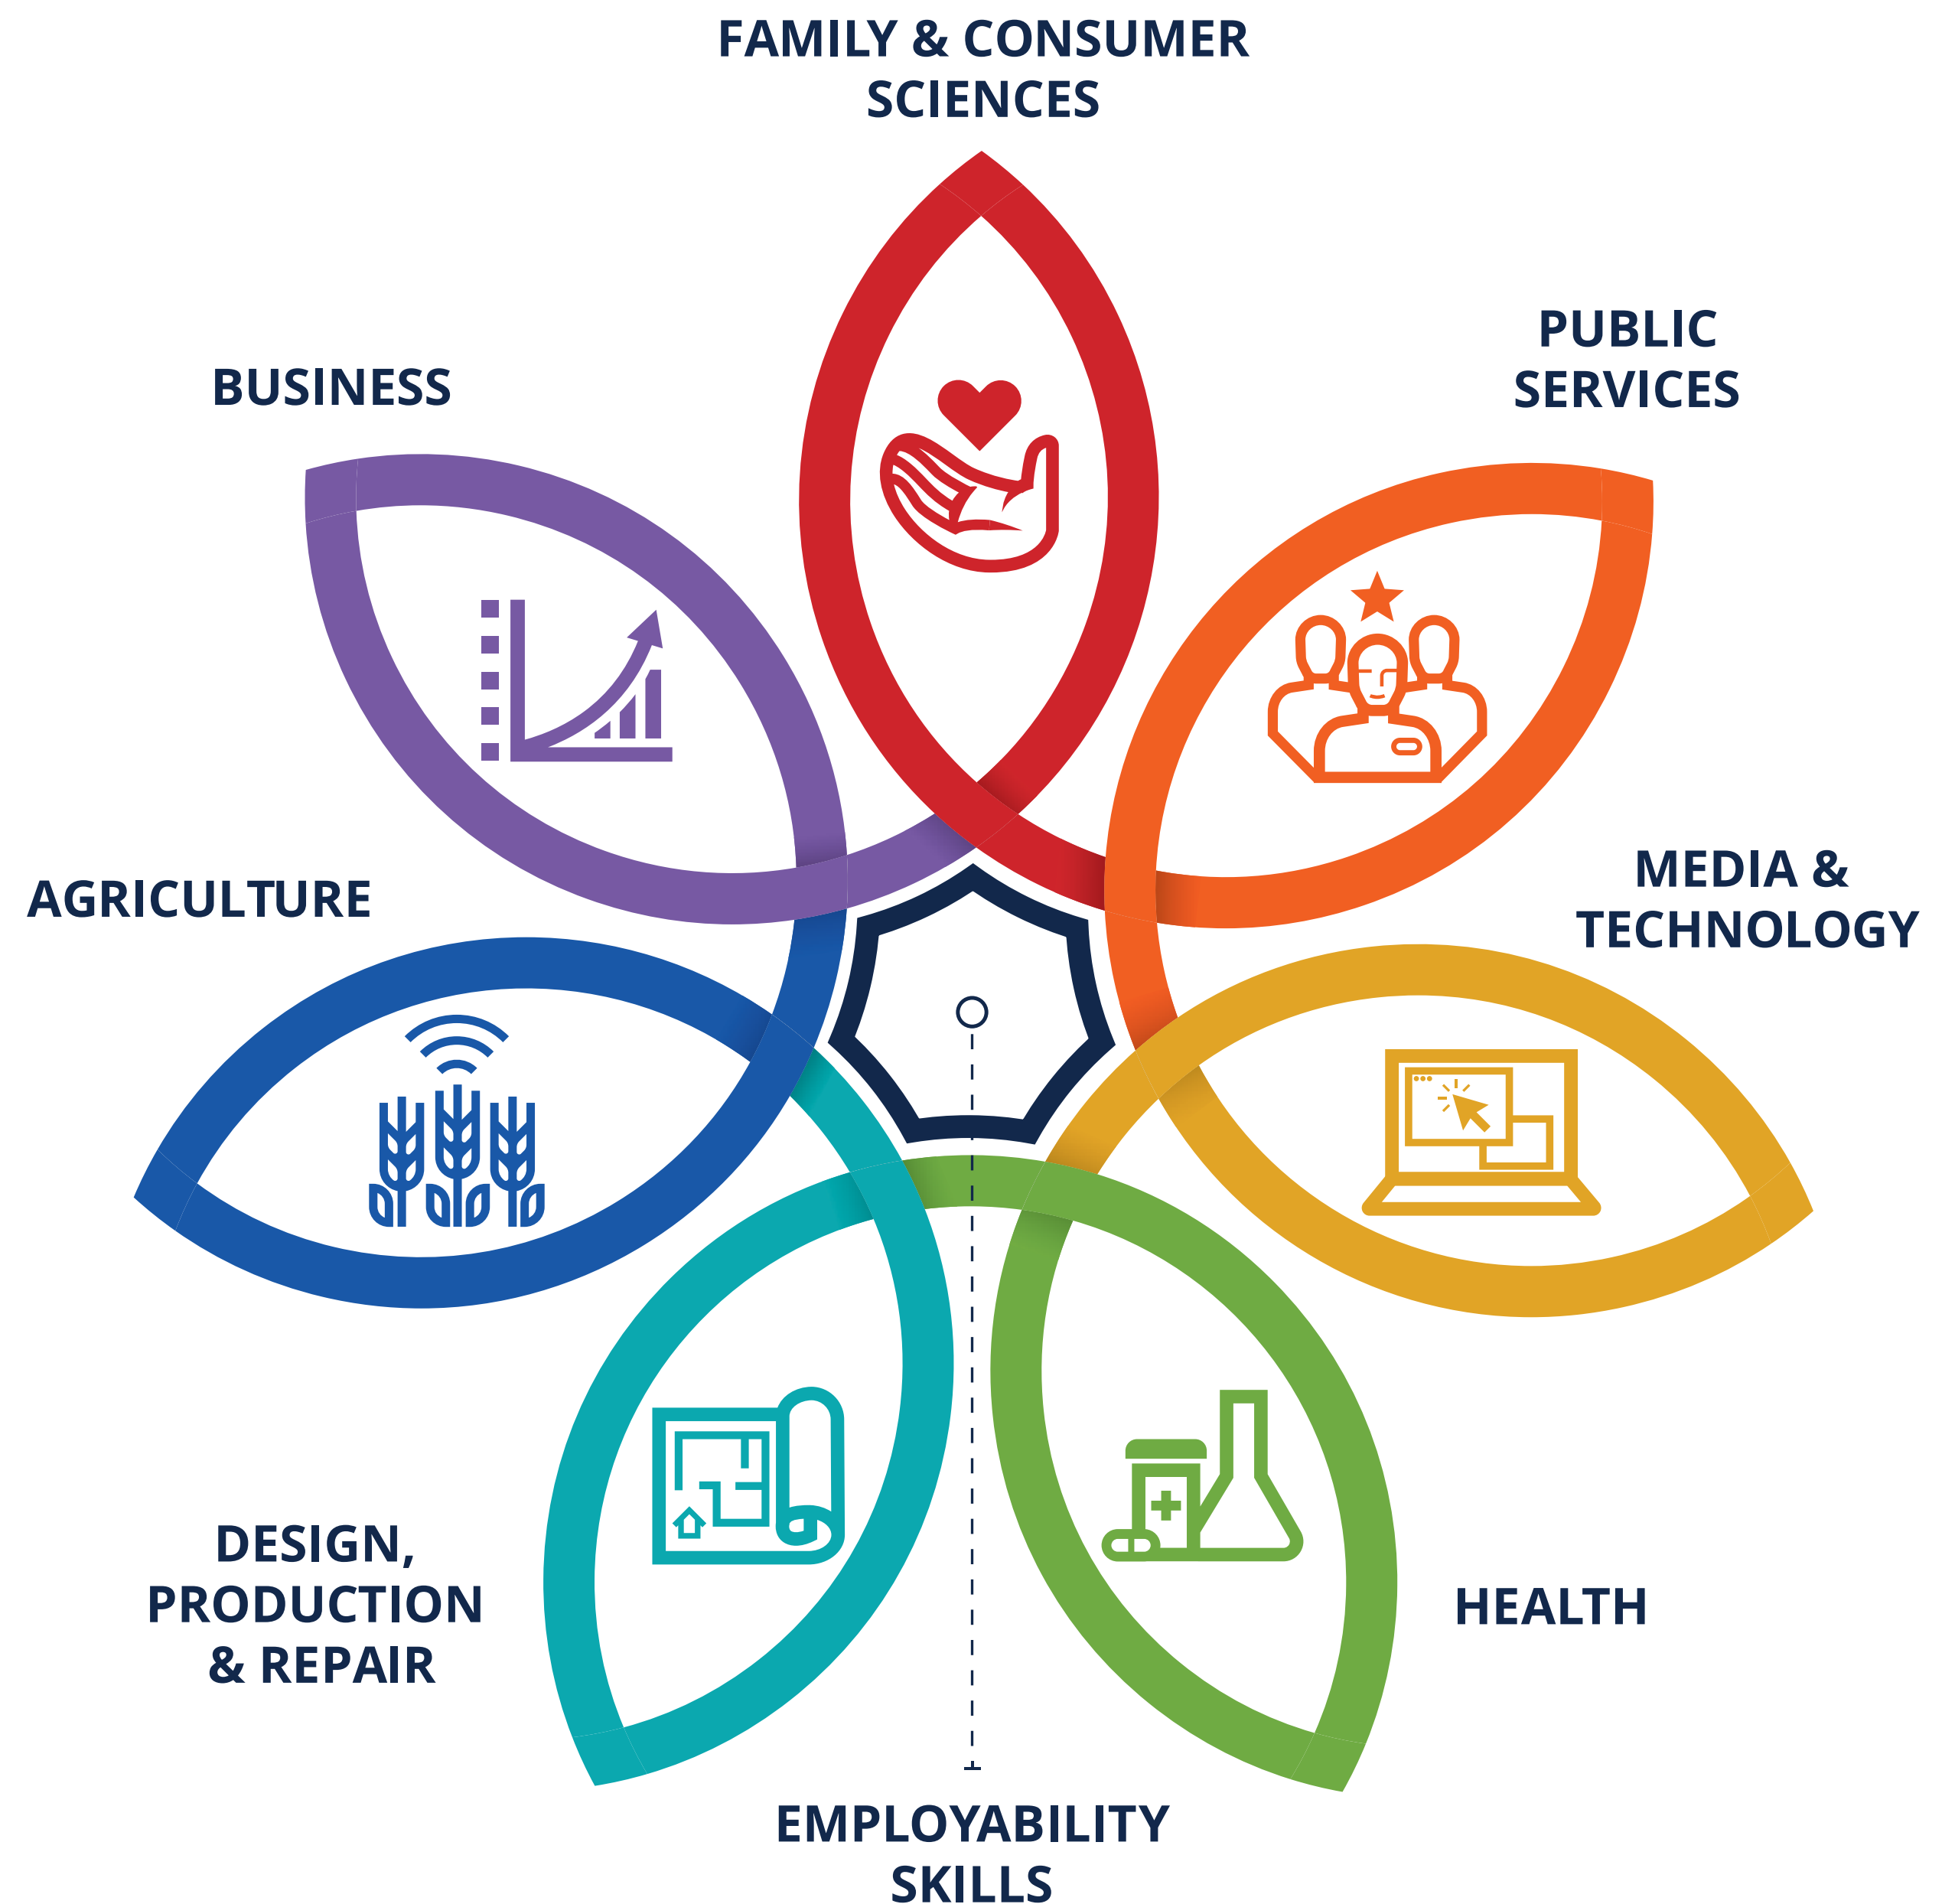 FAMILY & CONSUMER
SCIENCES
PUBLIC
SERVICES
BUSINESS
MEDIA &
TECHNOLOGY
AGRICULTURE
DESIGN,
PRODUCTION
& REPAIR
HEALTH
EMPLOYABILITY
SKILLS